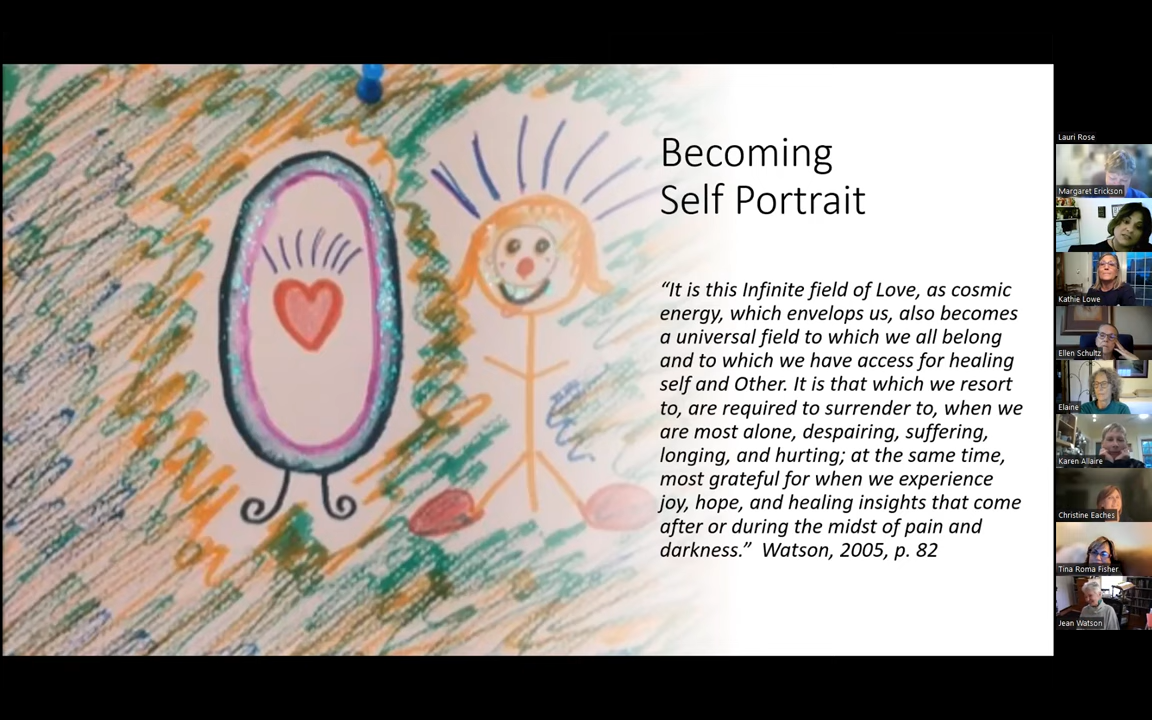 Becoming
Self Portrait
“It is this Infinite field of Love, as cosmic
energy, which envelops us, also becomes
a universal field to which we all belong
and to which we have access for healing
self and Other. It is that which we resort
to, are required to surrender to, when we
are most alone, despairing, suffering,
longing, and hurting; at the same time,
most grateful for when we experience
joy, hope, and healing insights that come
after or during the midst of pain and
darkness.” Watson, 2005, p. 82
Lauri Rose
Margaret Erickson
Kathie Lowe
Ellen Schultz
Elaine
Karen Allaire
Christine Eaches
Tina Roma Fisher
Jean Watson